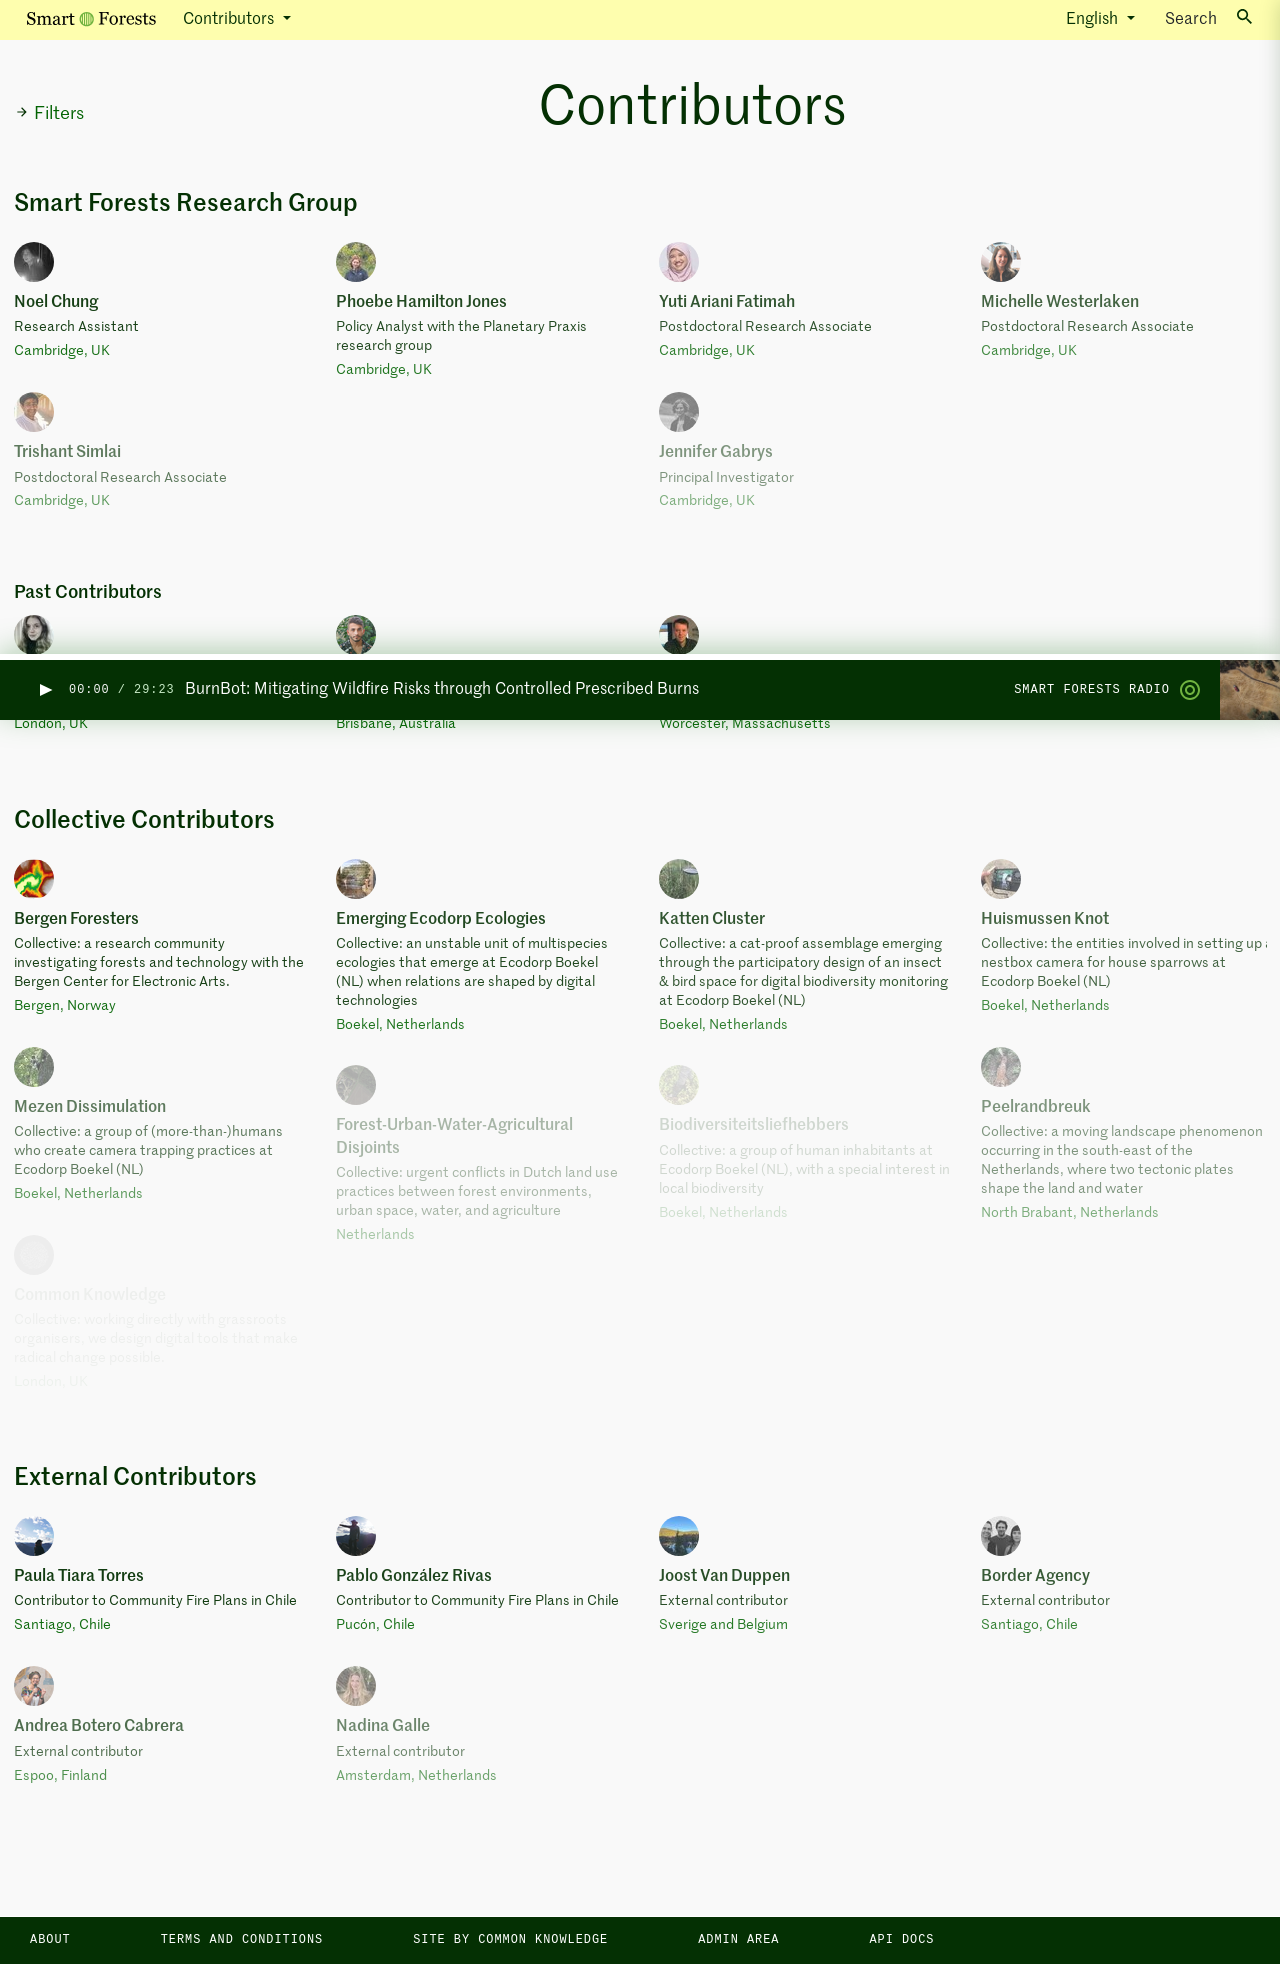 Smart Forests Contributors English Search
Filters
Contributors
Smart Forests Research Group
Noel Chung
Research Assistant
Cambridge, UK
Phoebe Hamilton Jones
Policy Analyst with the Planetary Praxis
research group
Cambridge, UK
Yuti Ariani Fatimah
Postdoctoral Research Associate
Cambridge, UK
Michelle Westerlaken
Postdoctoral Research Associate
Cambridge, UK
Trishant Simlai
Postdoctoral Research Associate
Cambridge, UK
Jennifer Gabrys
Principal Investigator
Cambridge, UK
Past Contributors
00:00 / 29:23 BurnBot: Mitigating Wildfire Risks through Controlled Prescribed Burns SMART FORESTS RADIO
London, UK
Brisbane, Australia
Worcester, Massachusetts
Collective Contributors
Bergen Foresters
Collective: a research community
investigating forests and technology with the
Bergen Center for Electronic Arts.
Bergen, Norway
Emerging Ecodorp Ecologies
Collective: an unstable unit of multispecies
ecologies that emerge at Ecodorp Boekel
(NL) when relations are shaped by digital
technologies
Boekel, Netherlands
Katten Cluster
Collective: a cat-proof assemblage emerging
through the participatory design of an insect
& bird space for digital biodiversity monitoring
at Ecodorp Boekel (NL)
Boekel, Netherlands
Huismussen Knot
Collective: the entities involved in setting up
nestbox camera for house sparrows at
Ecodorp Boekel (NL)
Boekel, Netherlands
Mezen Dissimulation
Collective: a group of (more-than-)humans
who create camera trapping practices at
Ecodorp Boekel (NL)
Boekel, Netherlands
Forest-Urban-Water-Agricultural
Disjoints
Collective: urgent conflicts in Dutch land use
practices between forest environments,
urban space, water, and agriculture
Netherlands
Biodiversiteitsliefhebbers
Collective: a group of human inhabitants at
Ecodorp Boekel (NL), with a special interest in
local biodiversity
Boekel, Netherlands
Peelrandbreuk
Collective: a moving landscape phenomenon
occurring in the south-east of the
Netherlands, where two tectonic plates
shape the land and water
North Brabant, Netherlands
Common Knowledge
Collective: working directly with grassroots
organisers, we design digital tools that make
radical change possible.
London, UK
External Contributors
Paula Tiara Torres
Contributor to Community Fire Plans in Chile
Santiago, Chile
Pablo González Rivas
Contributor to Community Fire Plans in Chile
Pucón, Chile
Joost Van Duppen
External contributor
Sverige and Belgium
Border Agency
External contributor
Santiago, Chile
Andrea Botero Cabrera
External contributor
Espoo, Finland
Nadina Galle
External contributor
Amsterdam, Netherlands
ABOUT TERMS AND CONDITIONS SITE BY COMMON KNOWLEDGE ADMIN AREA API DOCS